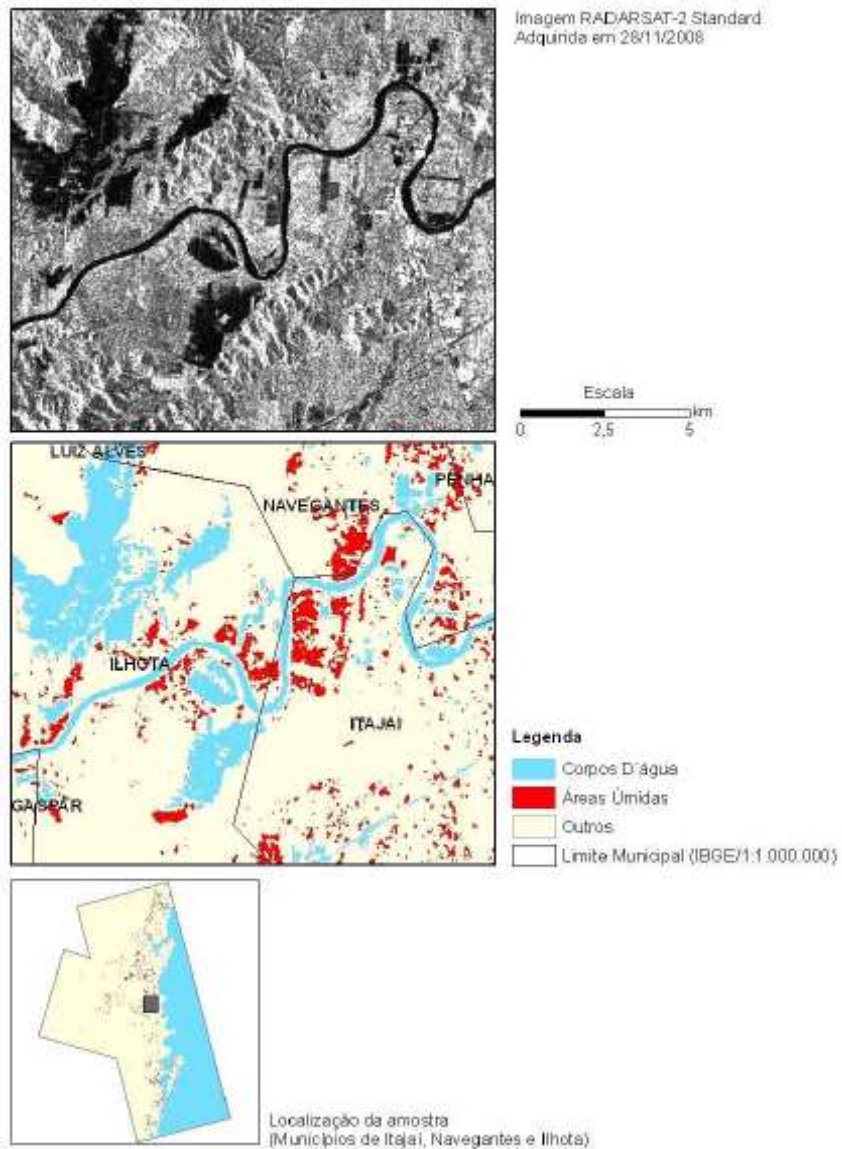 Imagem RADARSAT-2 Standard
Adquirida em 28/11/2008
Escala
km
0 2,5 5
LUIZ ALVES
PENHA
NAVEGANTES
ILHOTA
ITAJAI
GASPAR
Legenda
Corpos D´água
Áreas Úmidas
Outros
Limite Municipal (IBGE/1:1.000.000)
Localização da amostra
(Municípios de Itajaí, Navegantes e Ilhota)